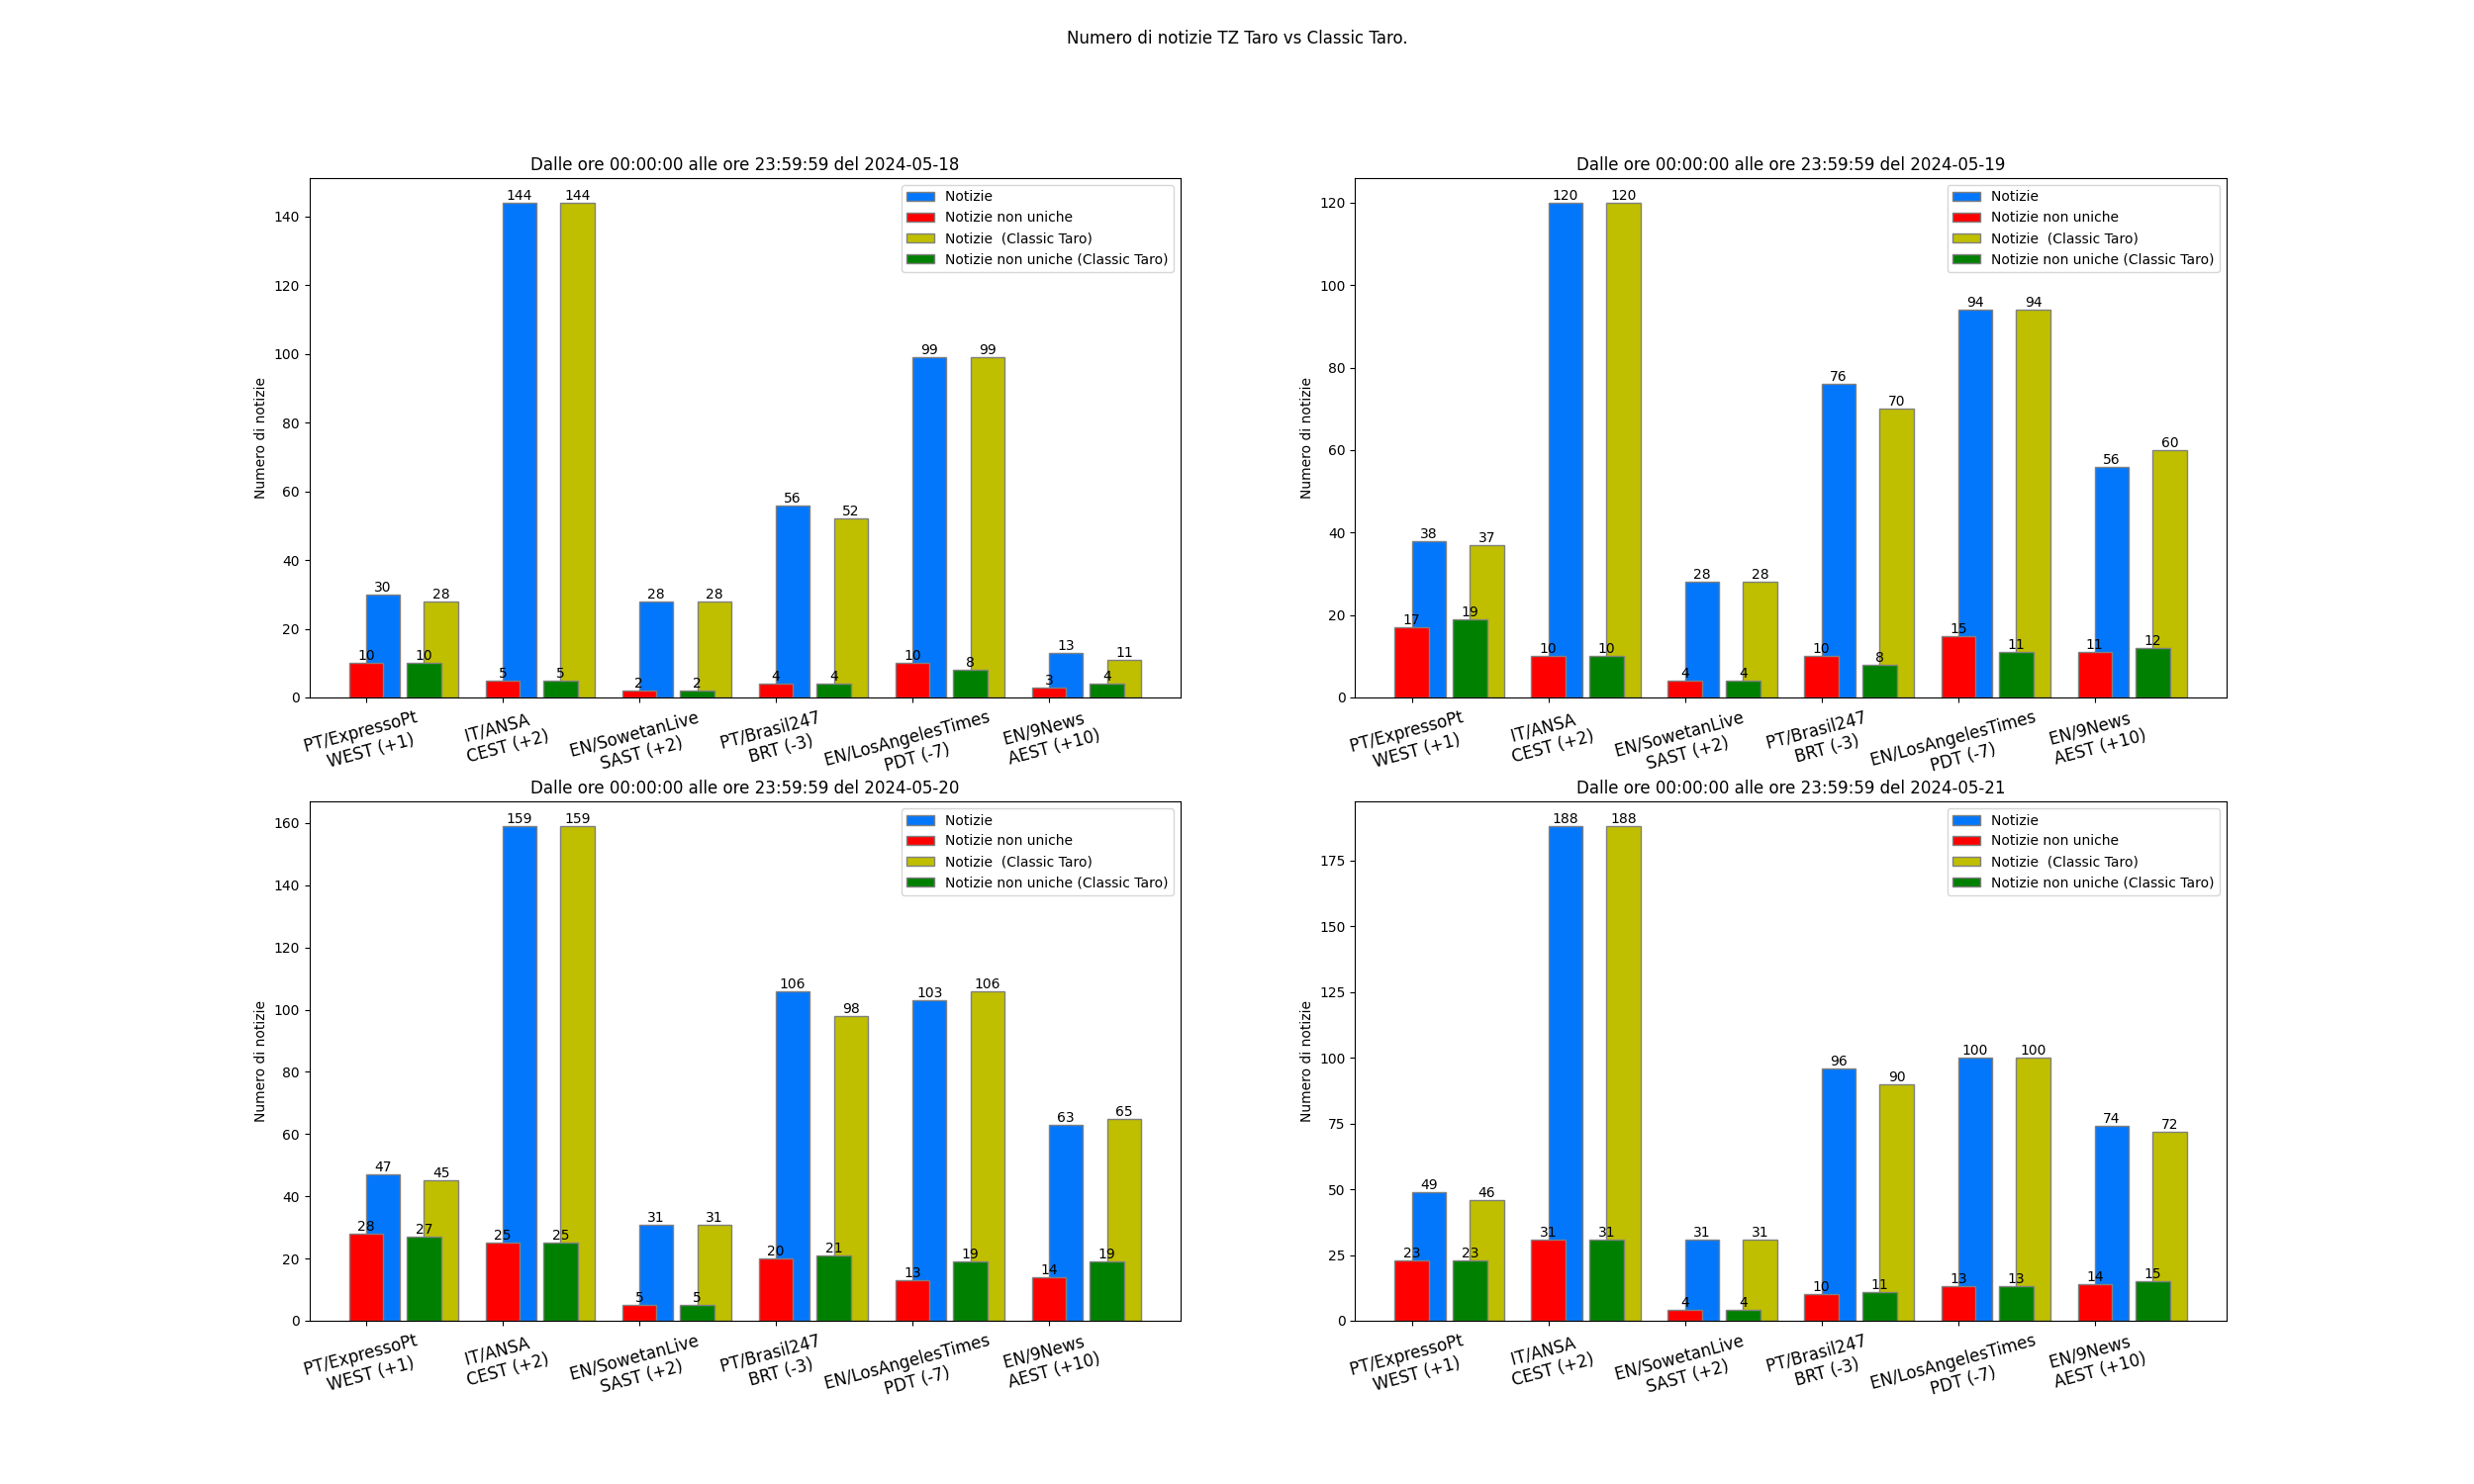 Numero di notizie TZ Taro vs Classic Taro.
Dalle ore 00:00:00 alle ore 23:59:59 del 2024-05-18
Numero di notizie
140
120
100
80
60
40
20
0
Notizie
Notizie non uniche
Notizie (Classic Taro)
Notizie non uniche (Classic Taro)
10 30 10 28
5 144 5 144
2 28 2 28
4 56 4 52
10 99 8 99
3 13 4 11
PT/ExpressoPt
WEST (+1)
IT/ANSA
CEST (+2)
EN/SowetanLive
SAST (+2)
PT/Brasil247
BRT (-3)
EN/LosAngelesTimes
PDT (-7)
EN/9News
AEST (+10)
Dalle ore 00:00:00 alle ore 23:59:59 del 2024-05-19
Numero di notizie
120
100
80
60
40
20
0
Notizie
Notizie non uniche
Notizie (Classic Taro)
Notizie non uniche (Classic Taro)
17 38 19 37
10 120 10 120
4 28 4 28
10 76 8 70
15 94 11 94
11 56 12 60
PT/ExpressoPt
WEST (+1)
IT/ANSA
CEST (+2)
EN/SowetanLive
SAST (+2)
PT/Brasil247
BRT (-3)
EN/LosAngelesTimes
PDT (-7)
EN/9News
AEST (+10)
Dalle ore 00:00:00 alle ore 23:59:59 del 2024-05-20
Numero di notizie
160
140
120
100
80
60
40
20
0
Notizie
Notizie non uniche
Notizie (Classic Taro)
Notizie non uniche (Classic Taro)
28 47 27 45
25 159 25 159
5 31 5 31
20 106 21 98
13 103 19 106
14 63 19 65
PT/ExpressoPt
WEST (+1)
IT/ANSA
CEST (+2)
EN/SowetanLive
SAST (+2)
PT/Brasil247
BRT (-3)
EN/LosAngelesTimes
PDT (-7)
EN/9News
AEST (+10)
Dalle ore 00:00:00 alle ore 23:59:59 del 2024-05-21
Numero di notizie
175
150
125
100
75
50
25
0
Notizie
Notizie non uniche
Notizie (Classic Taro)
Notizie non uniche (Classic Taro)
23 49 23 46
31 188 31 188
4 31 4 31
10 96 11 90
13 100 13 100
14 74 15 72
PT/ExpressoPt
WEST (+1)
IT/ANSA
CEST (+2)
EN/SowetanLive
SAST (+2)
PT/Brasil247
BRT (-3)
EN/LosAngelesTimes
PDT (-7)
EN/9News
AEST (+10)